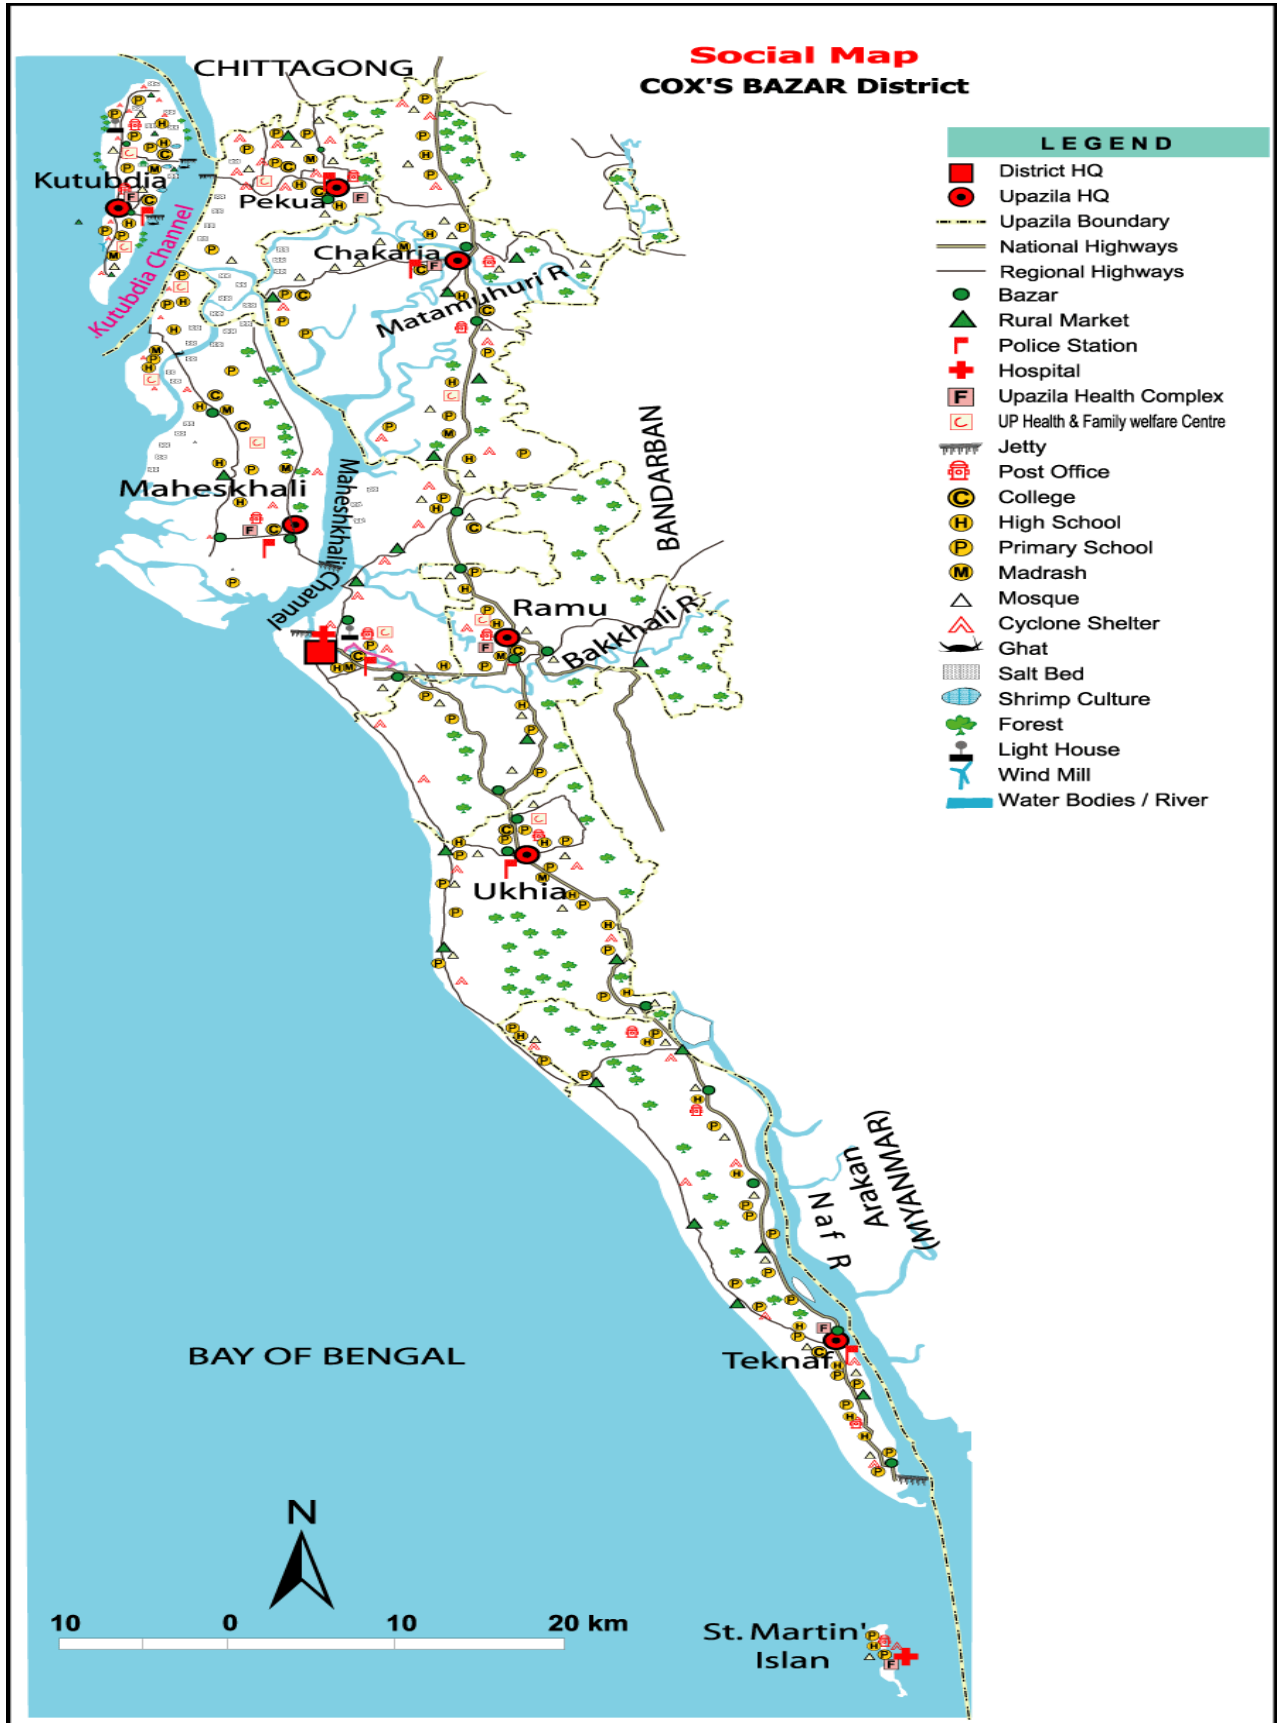 Social Map
COX'S BAZAR District
CHITTAGONG
Kutubdia
Pekua
Kutubdia Channel
Chakaria
Matamuhuri R
Maheskhali
Maheshkhali Channel
BANDARBAN
Ramu
Bakkhali R
Ukhia
Arakan
(MYANMAR)
Naf R
Teknaf
BAY OF BENGAL
St. Martin'
Islan
N
10 0 10 20 km
LEGEND
District HQ
Upazila HQ
Upazila Boundary
National Highways
Regional Highways
Bazar
Rural Market
Police Station
Hospital
F Upazila Health Complex
C UP Health & Family welfare Centre
Jetty
Post Office
C College
H High School
P Primary School
M Madrash
Mosque
Cyclone Shelter
Ghat
Salt Bed
Shrimp Culture
Forest
Light House
Wind Mill
Water Bodies / River